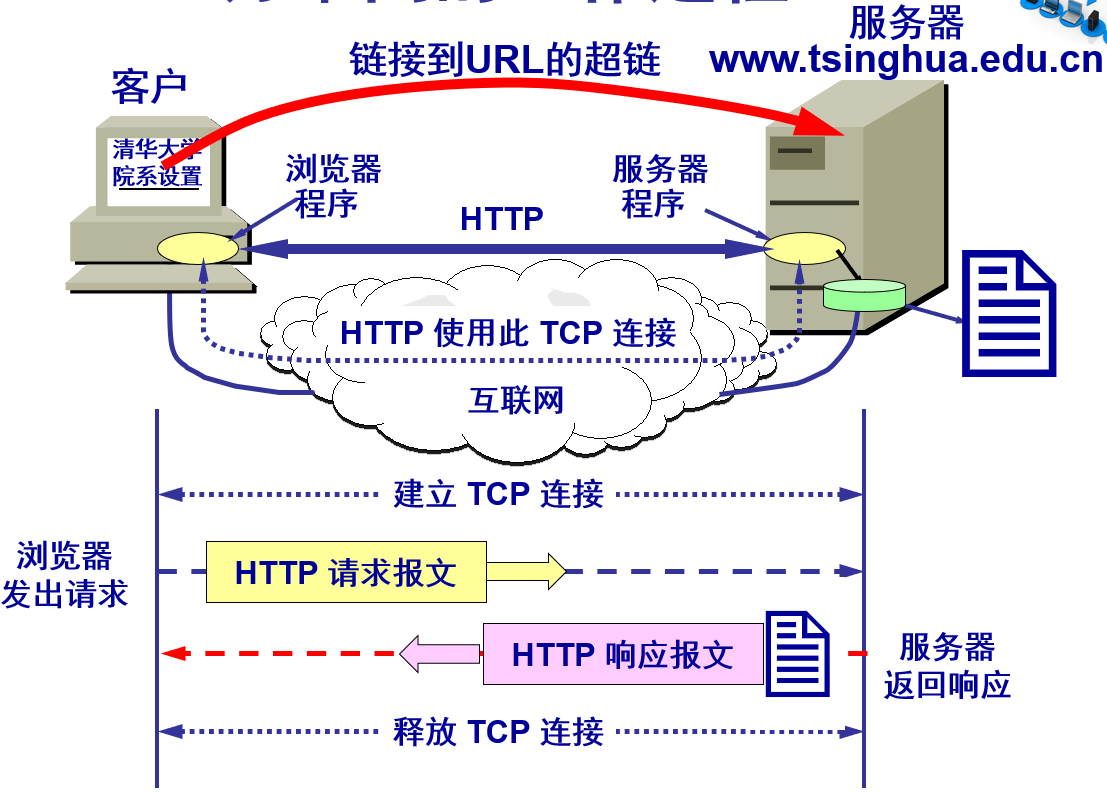 服务器
www.tsinghua.edu.cn
链接到URL的超链
客户
清华大学
院系设置
浏览器
程序
服务器
程序
HTTP
HTTP 使用此 TCP 连接
互联网
建立 TCP 连接
浏览器
发出请求
HTTP 请求报文
HTTP 响应报文
服务器
返回响应
释放 TCP 连接